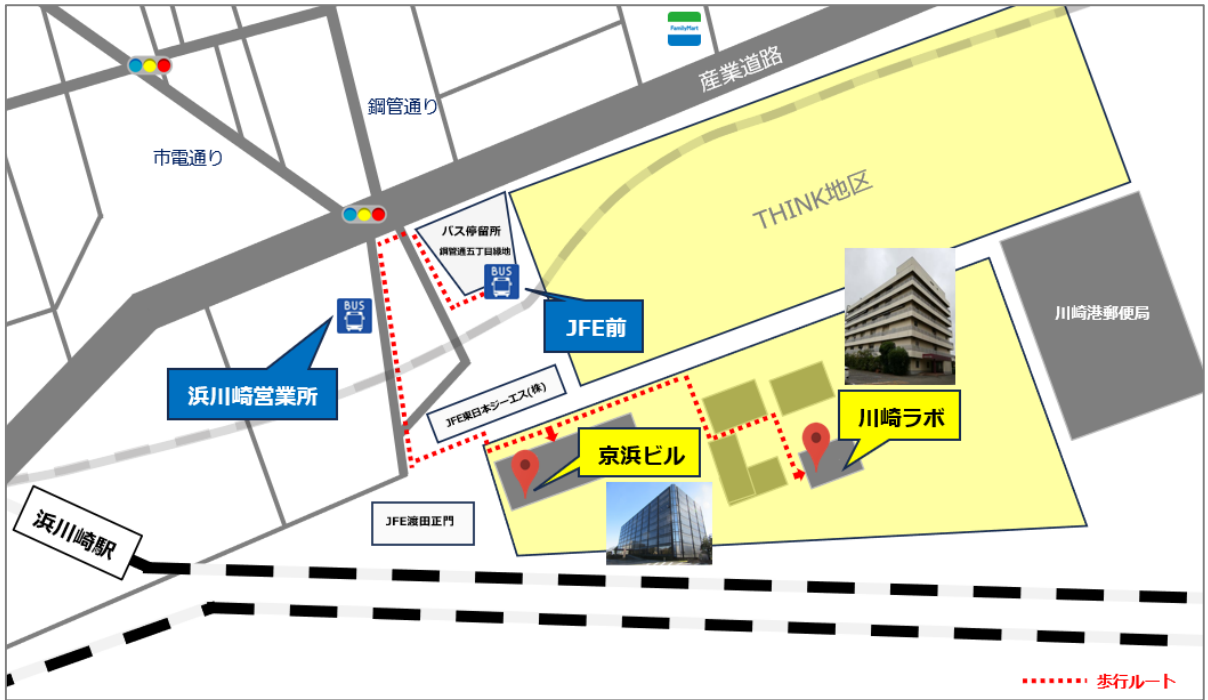 FamilyMart
産業道路
鋼管通り
市電通り
THINK地区
バス停留所
鋼管通五丁目緑地
BUS
BUS
JFE前
川崎港郵便局
浜川崎営業所
JFE東日本ジーエス(株)
川崎ラボ
京浜ビル
JFE渡田正門
浜川崎駅
歩行ルート